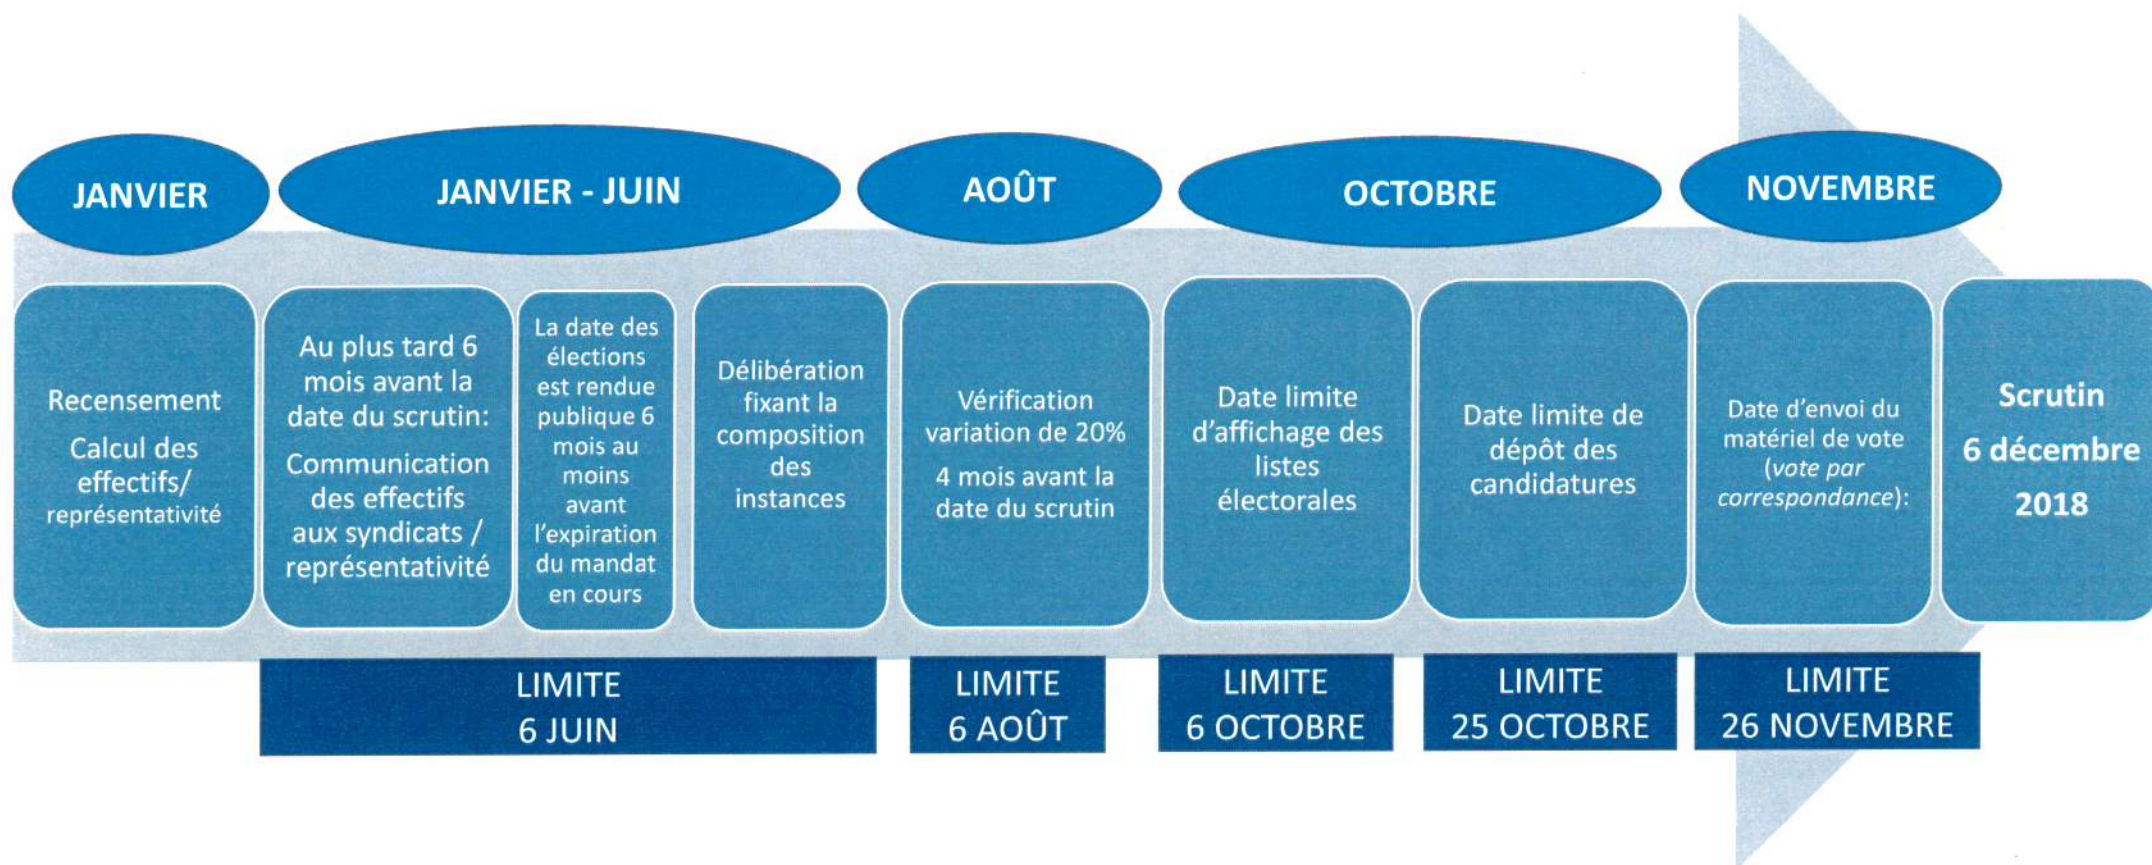 JANVIER
JANVIER - JUIN
AOÛT
OCTOBRE
NOVEMBRE
Recensement
Calcul des
effectifs/
représentativité
Au plus tard 6
mois avant la
date du scrutin:
Communication
des effectifs
aux syndicats /
représentativité
La date des
élections
est rendue
publique 6
mois au
moins
avant
l'expiration
du mandat
en cours
Délibération
fixant la
composition
des
instances
Vérification
variation de 20%
4 mois avant la
date du scrutin
Date limite
d'affichage des
listes
électorales
Date limite de
dépôt des
candidatures
Date d'envoi du
matériel de vote
(vote par
correspondance):
Scrutin
6 décembre
2018
LIMITE
6 JUIN
LIMITE
6 AOÛT
LIMITE
6 OCTOBRE
LIMITE
25 OCTOBRE
LIMITE
26 NOVEMBRE